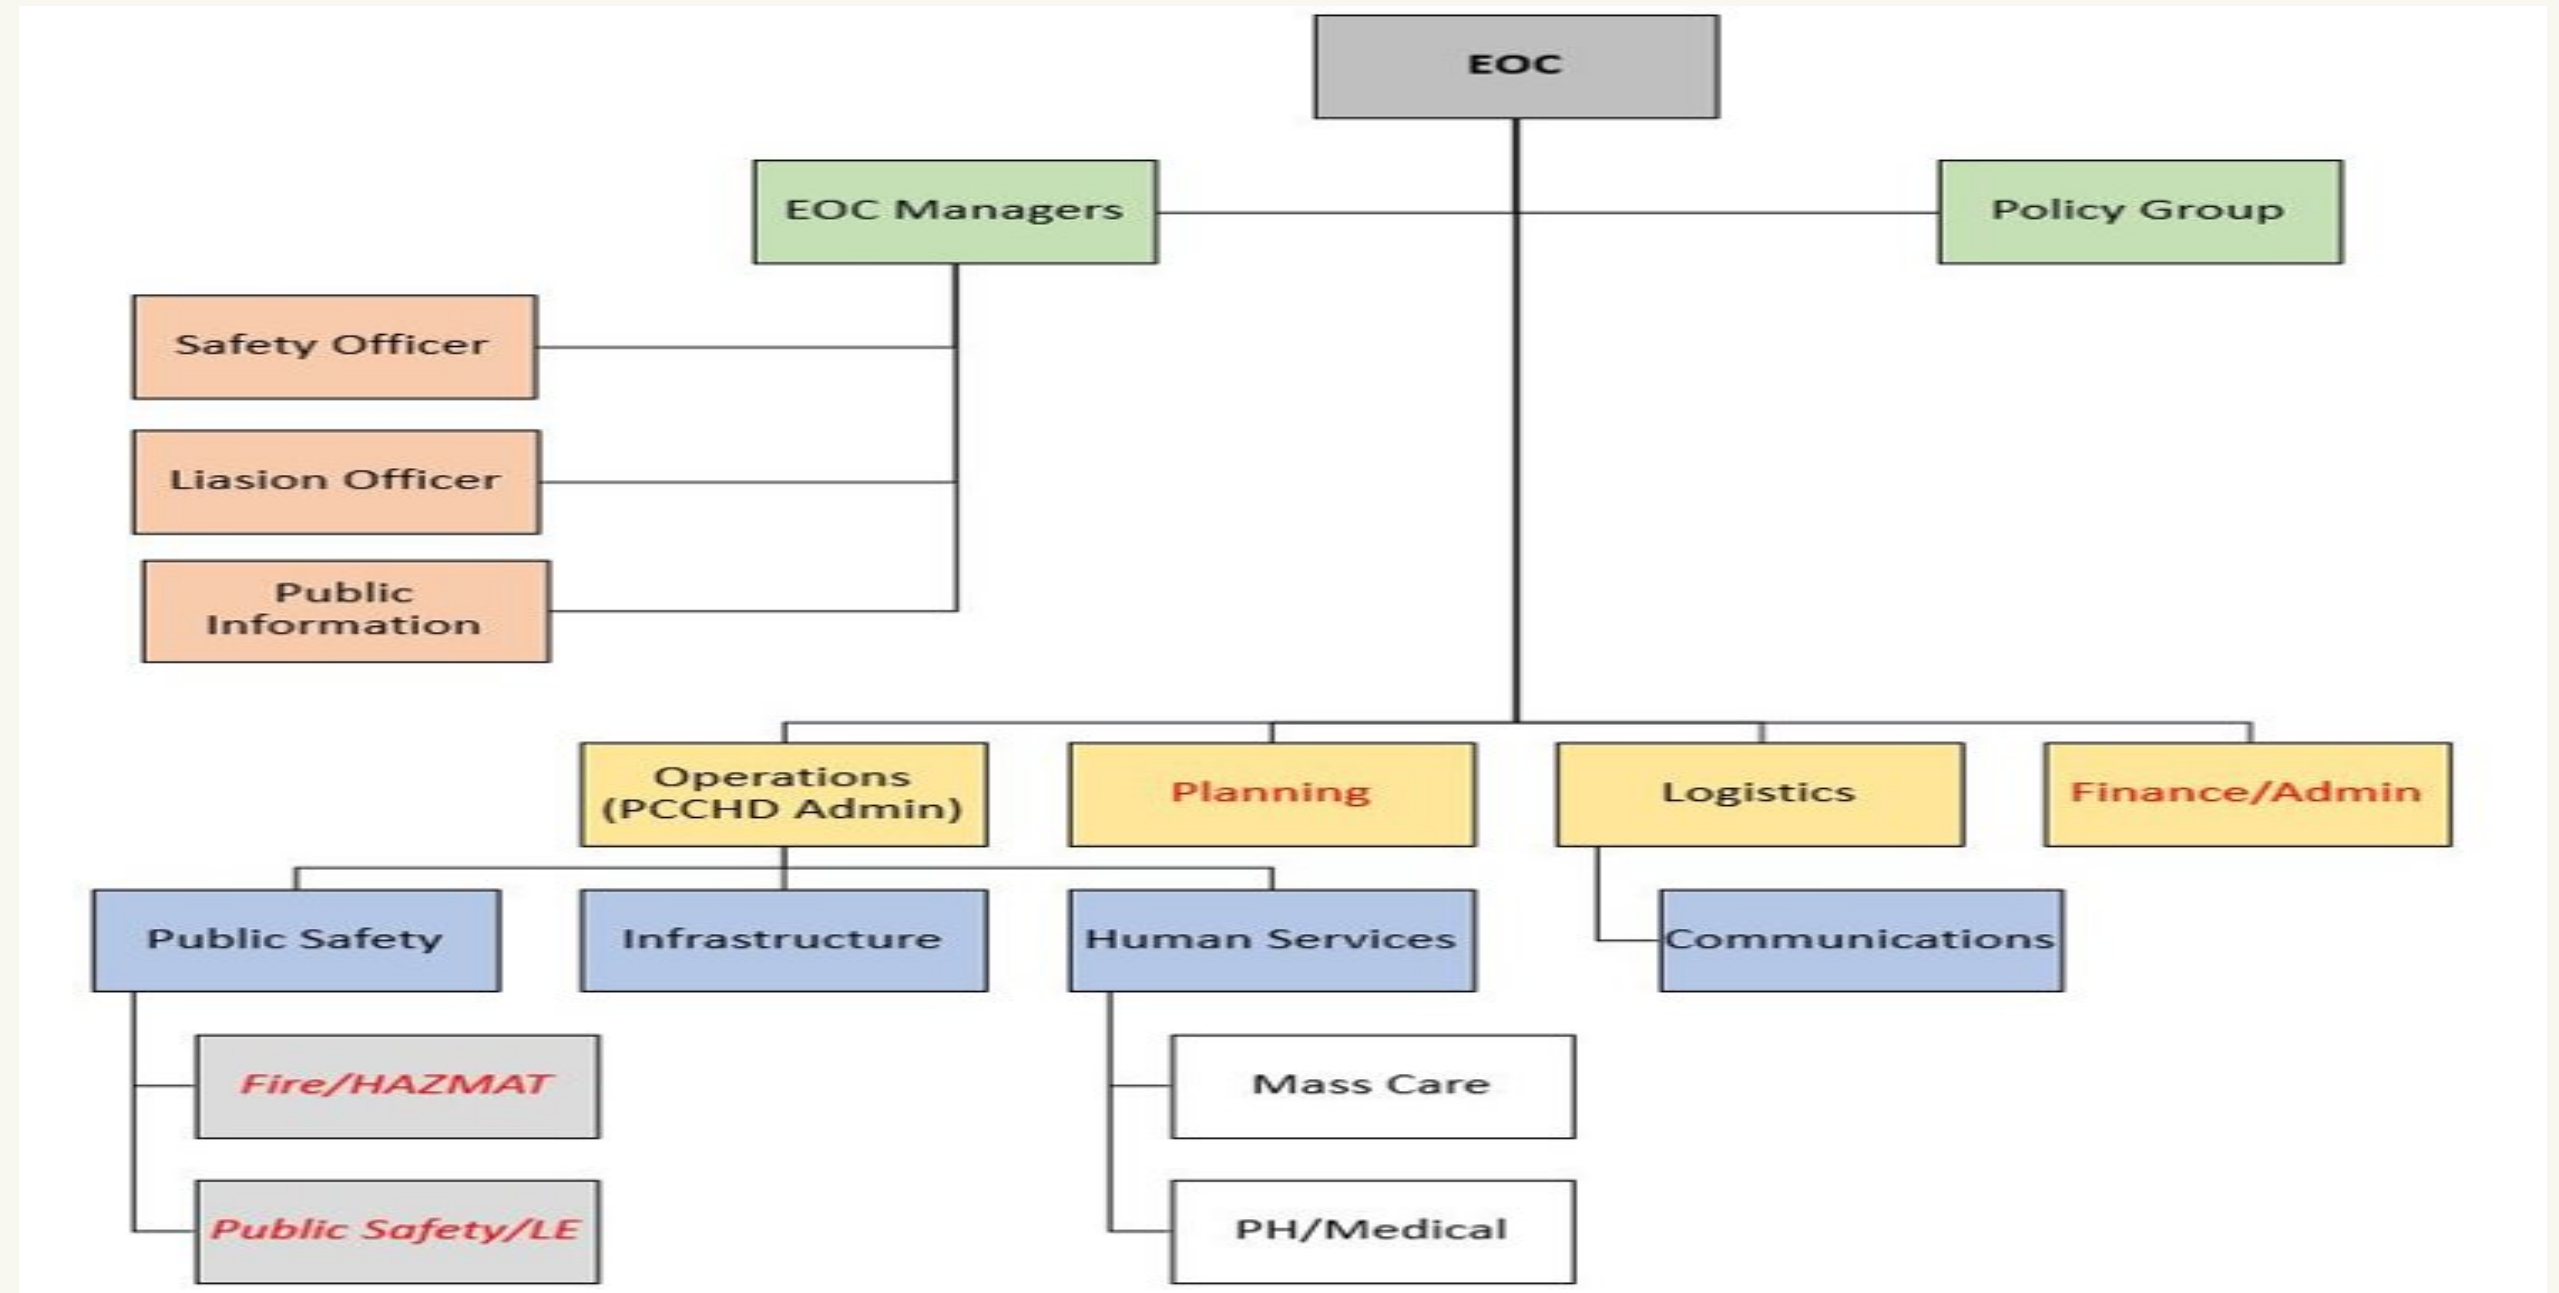 EOC
EOC Managers
Policy Group
Safety Officer
Liasion Officer
Public
Information
Operations
(PCCHD Admin)
Planning
Logistics
Finance/Admin
Public Safety
Infrastructure
Human Services
Communications
Fire/HAZMAT
Mass Care
Public Safety/LE
PH/Medical